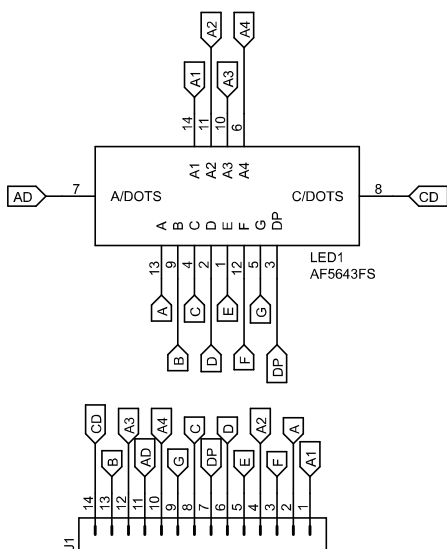 A2 A4
A1 A3
14 11 10 6
A1 A2 A3 A4
AD 7 A/DOTS C/DOTS 8 CD
A B C D E F G DP
LED1
AF5643FS
13 9 4 2 1 12 5 3
A C E G
B D F DP
CD A3 A4 C D A2 A
B AD G DP E F A1
14 13 12 11 10 9 8 7 6 5 4 3 2 1
J1